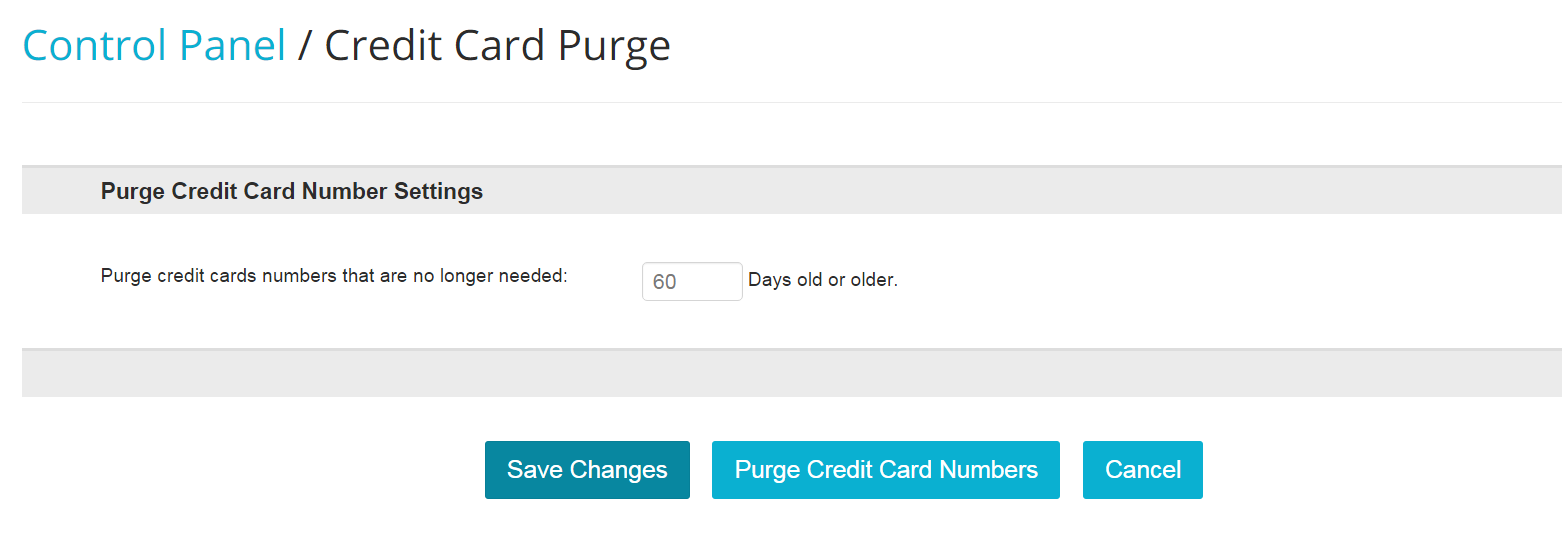 Control Panel / Credit Card Purge
Purge Credit Card Number Settings
Purge credit cards numbers that are no longer needed: 60 Days old or older.
Save Changes Purge Credit Card Numbers Cancel